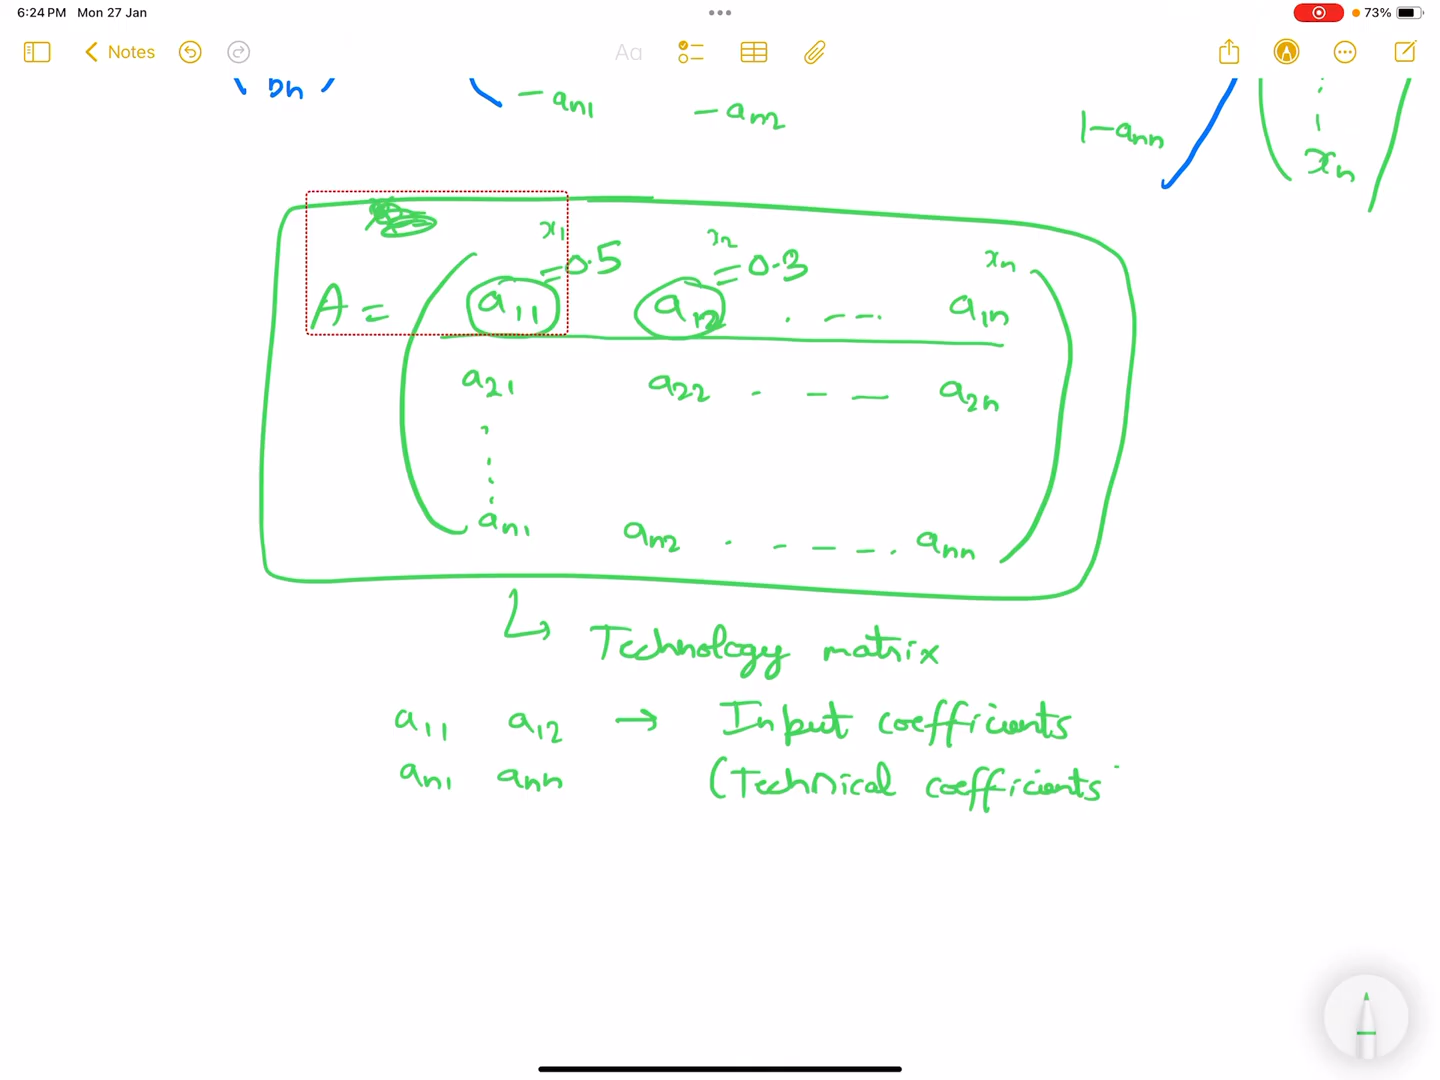 6:24 PM Mon 27 Jan
73%
Notes
Aa
bn
-an1 -an2
1-ann
xn
x1 x2 xn
=0.5 =0.3
A = a11 a12 . -- . a1n
a21 a22 . - - a2n
an1 an2 . - - - . ann
Technology matrix
a11 a12 → Input coefficients
an1 ann (Technical coefficients